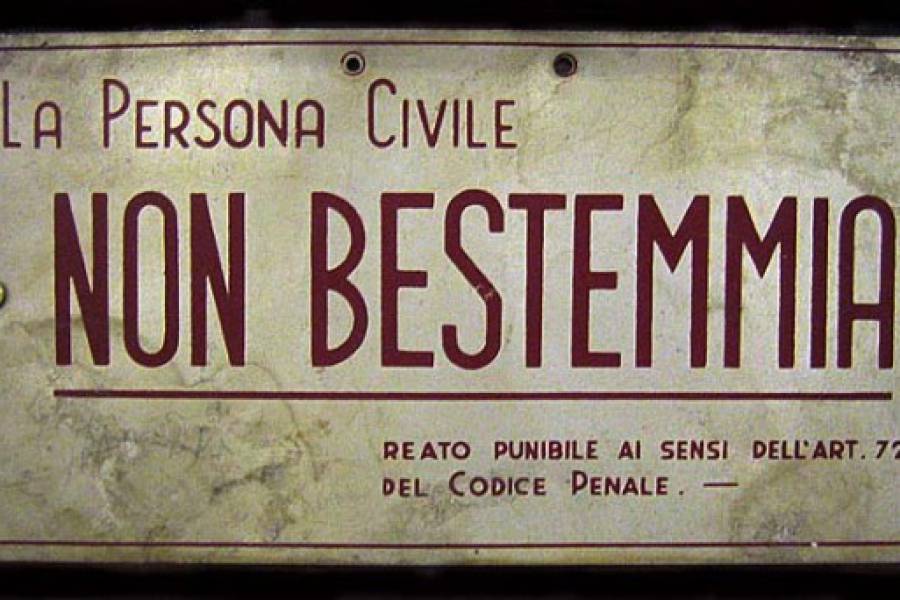 La Persona Civile
NON BESTEMMIA
REATO PUNIBILE AI SENSI DELL'ART. 72
DEL CODICE PENALE. —